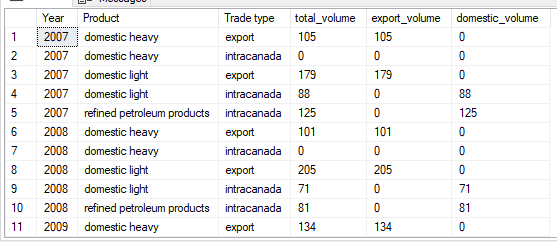 Messages
Year Product Trade type total_volume export_volume domestic_volume
1 2007 domestic heavy export 105 105 0
2 2007 domestic heavy intracanada 0 0 0
3 2007 domestic light export 179 179 0
4 2007 domestic light intracanada 88 0 88
5 2007 refined petroleum products intracanada 125 0 125
6 2008 domestic heavy export 101 101 0
7 2008 domestic heavy intracanada 0 0 0
8 2008 domestic light export 205 205 0
9 2008 domestic light intracanada 71 0 71
10 2008 refined petroleum products intracanada 81 0 81
11 2009 domestic heavy export 134 134 0